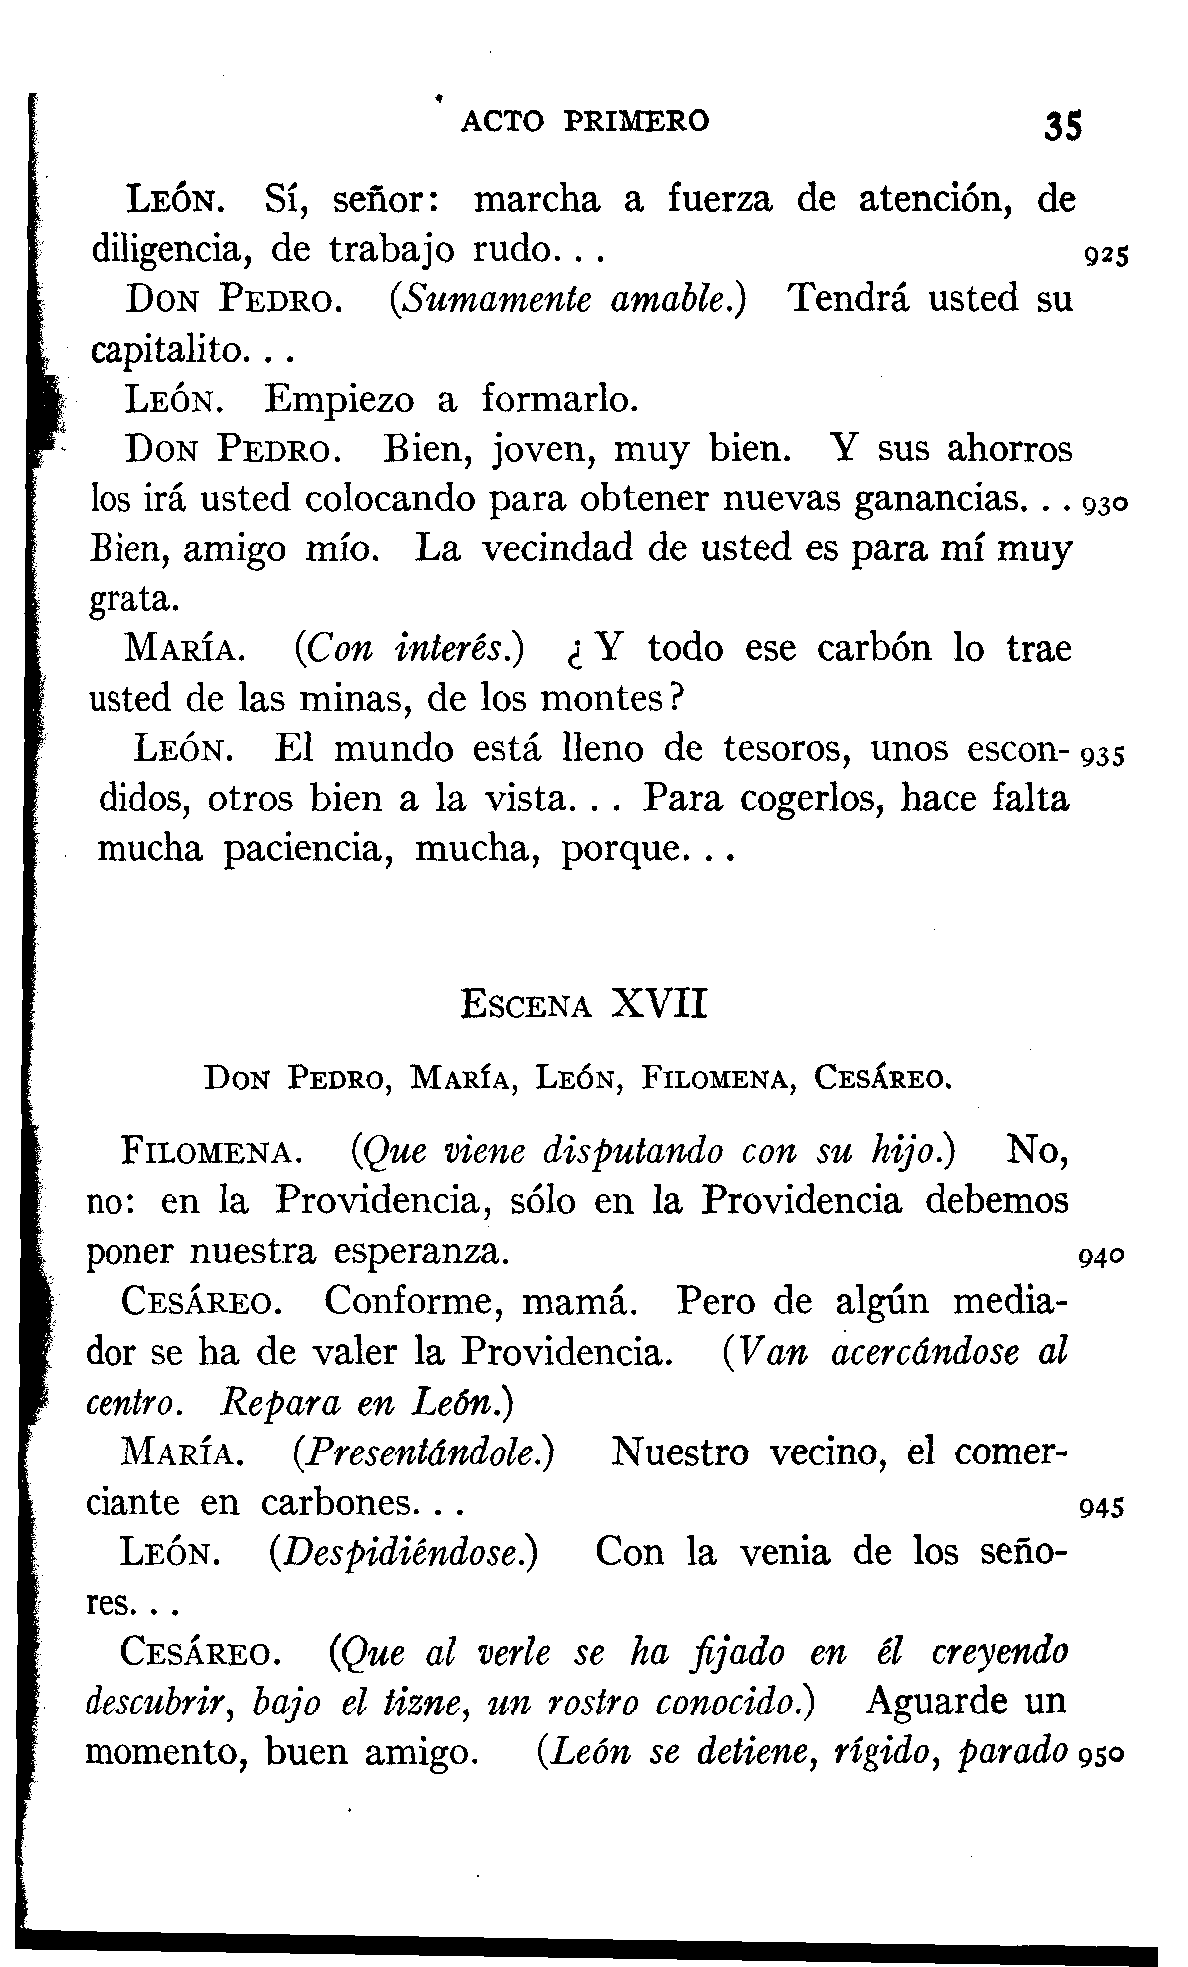 ACTO PRIMERO 35
LEÓN. Sí, señor: marcha a fuerza de atención, de
diligencia, de trabajo rudo. . . 925
DON PEDRO. (Sumamente amable.) Tendrá usted su
capitalito. . .
LEÓN. Empiezo a formarlo.
DON PEDRO. Bien, joven, muy bien. Y sus ahorros
los irá usted colocando para obtener nuevas ganancias. . . 930
Bien, amigo mío. La vecindad de usted es para mí muy
grata.
MARÍA. (Con interés.) ¿Y todo ese carbón lo trae
usted de las minas, de los montes?
LEÓN. El mundo está lleno de tesoros, unos escon- 935
didos, otros bien a la vista. . . Para cogerlos, hace falta
mucha paciencia, mucha, porque. . .
ESCENA XVII
DON PEDRO, MARÍA, LEÓN, FILOMENA, CESÁREO.
FILOMENA. (Que viene disputando con su hijo.) No,
no: en la Providencia, sólo en la Providencia debemos
poner nuestra esperanza. 940
CESÁREO. Conforme, mamá. Pero de algún media-
dor se ha de valer la Providencia. (Van acercándose al
centro. Repara en León.)
MARÍA. (Presentándole.) Nuestro vecino, el comer-
ciante en carbones. . . 945
LEÓN. (Despidiéndose.) Con la venia de los seño-
res. . .
CESÁREO. (Que al verle se ha fijado en él creyendo
descubrir, bajo el tizne, un rostro conocido.) Aguarde un
momento, buen amigo. (León se detiene, rígido, parado 950